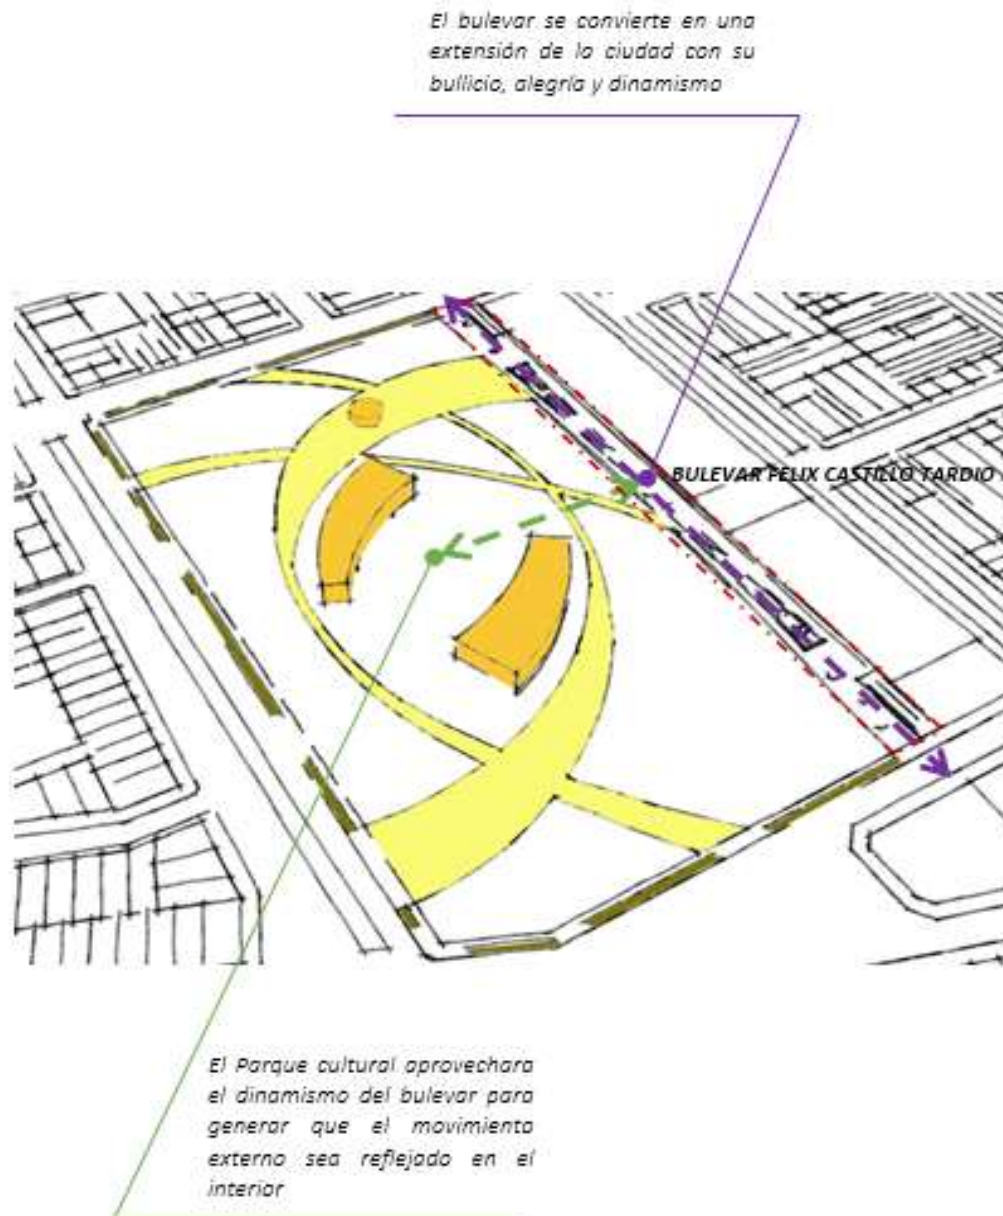 El bulevar se convierte en una
extensión de la ciudad con su
bullicio, alegría y dinamismo
BULEVAR FELIX CASTILLO TARDIO
El Parque cultural aprovechara
el dinamismo del bulevar para
generar que el movimiento
externo sea reflejado en el
interior